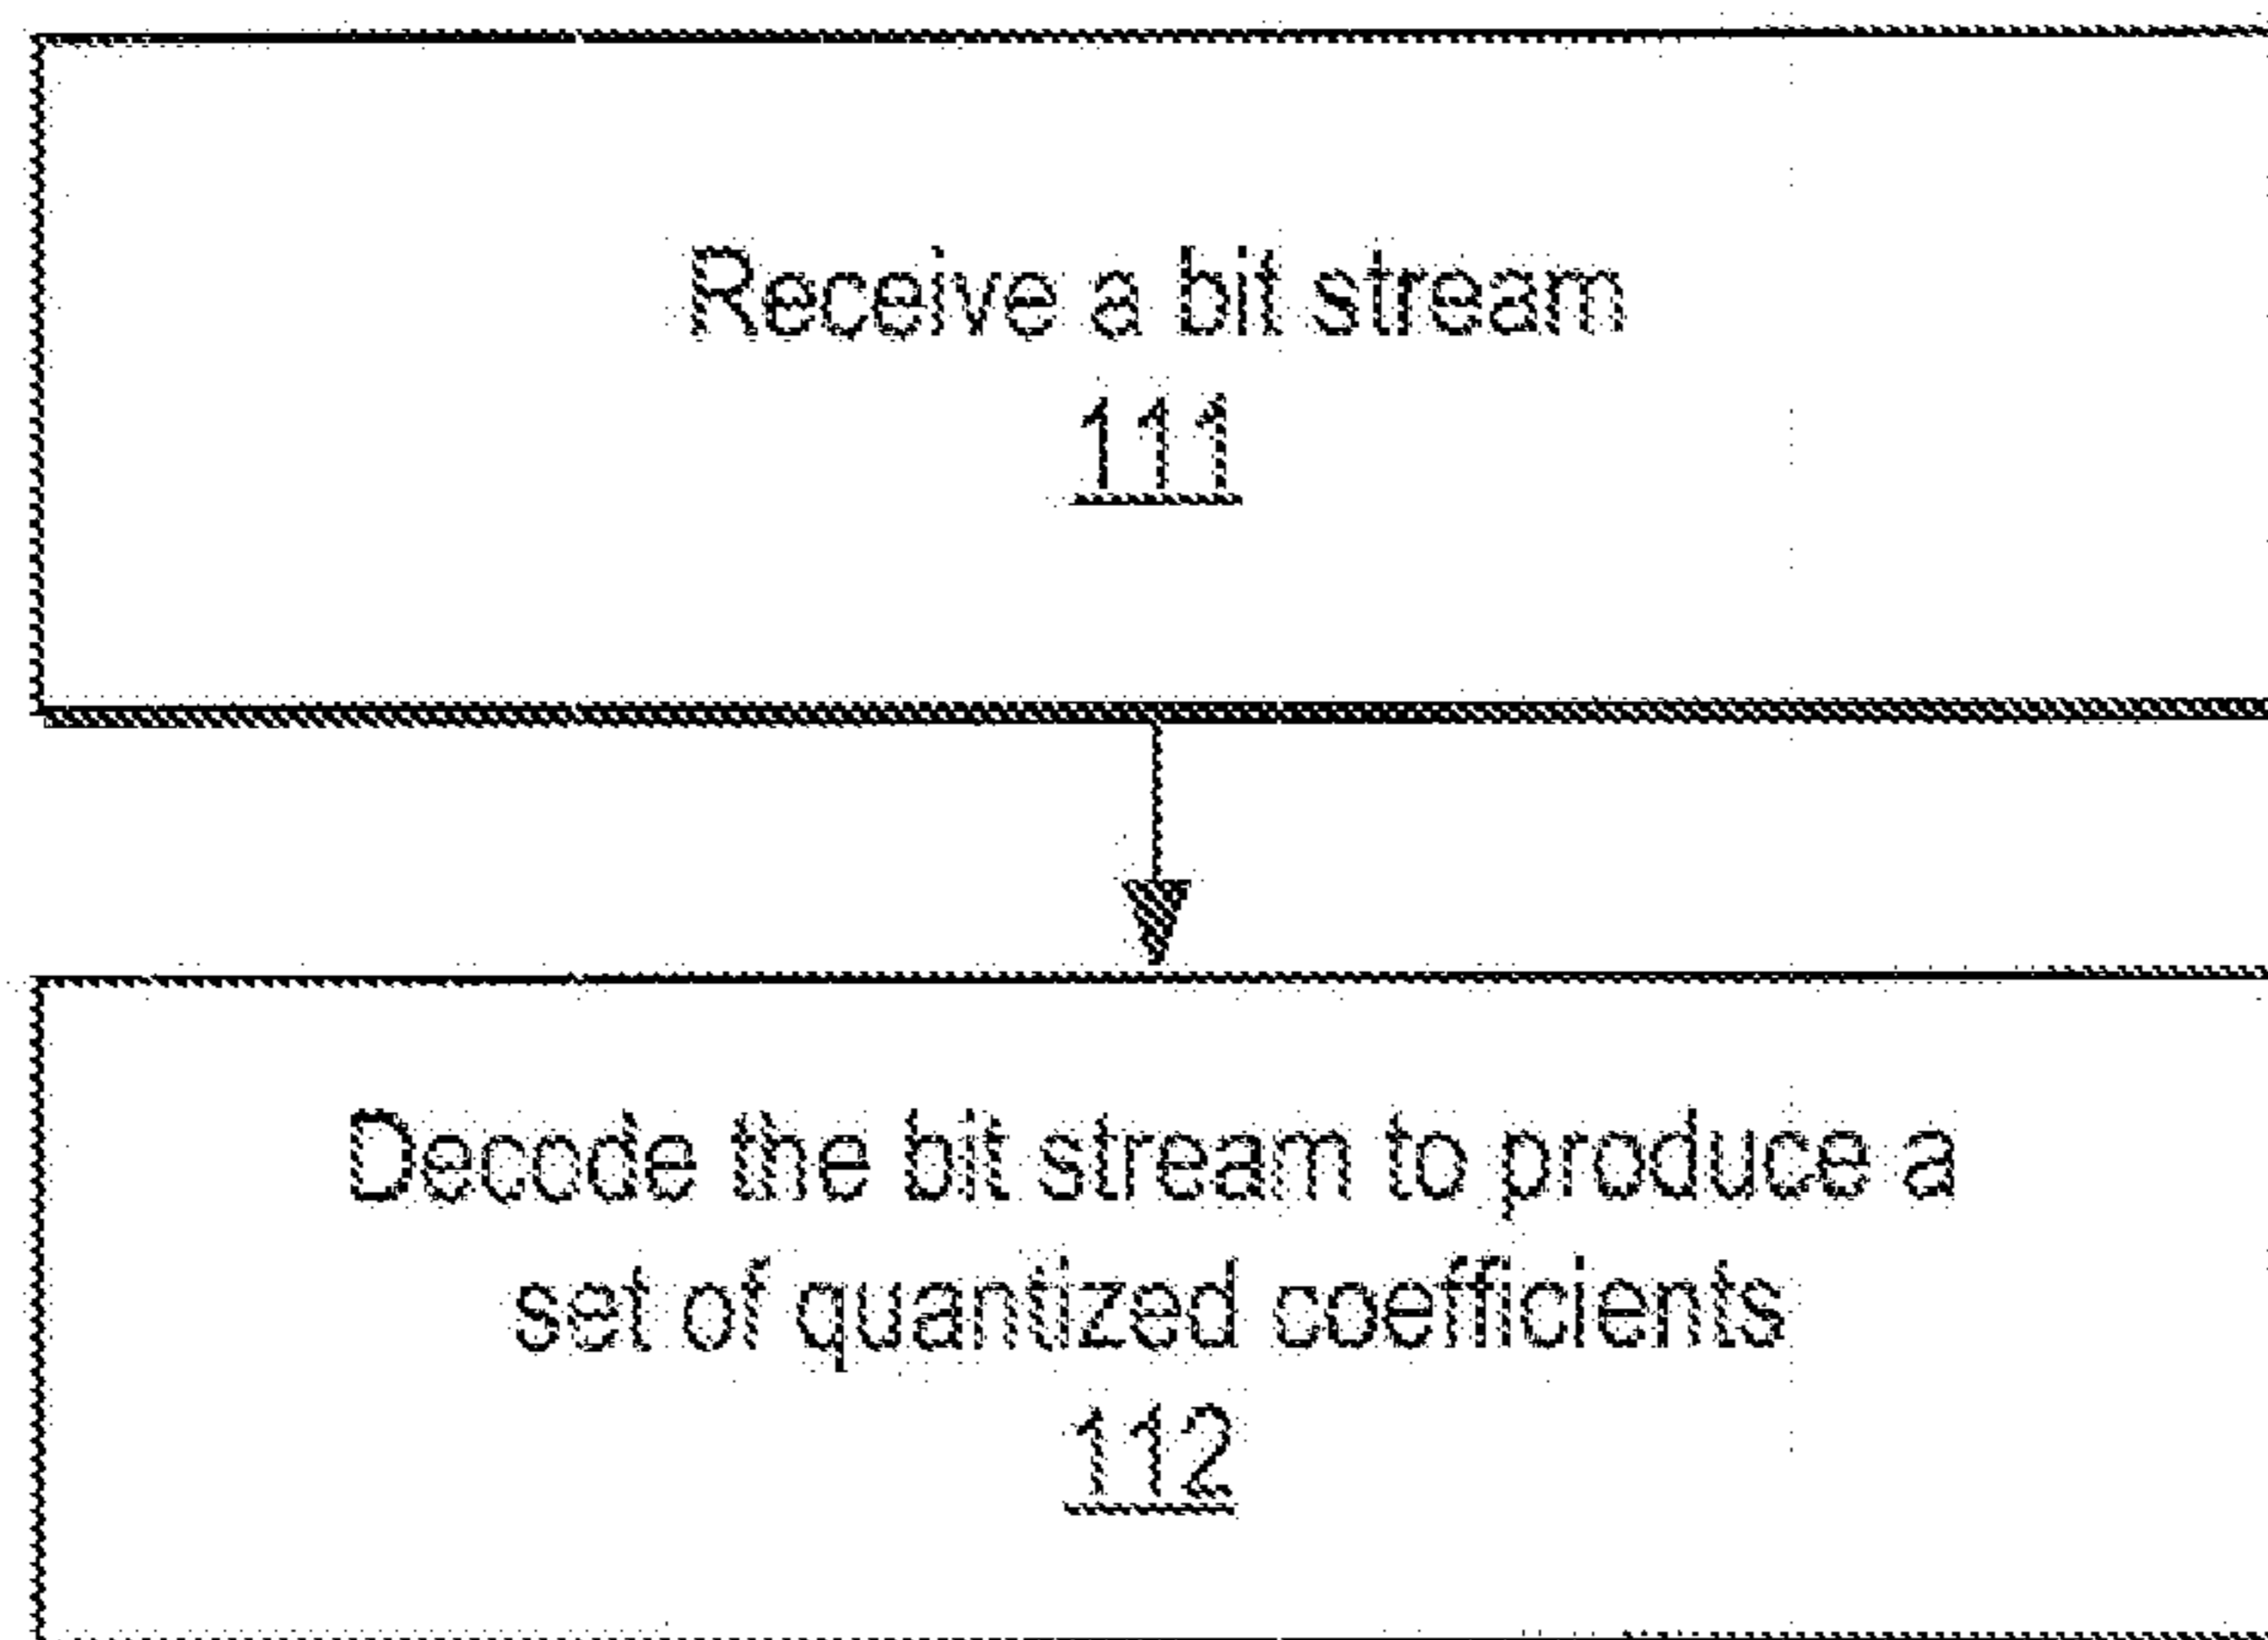 Receive a bit stream
111
Decode the bit stream to produce a
set of quantized coefficients
112